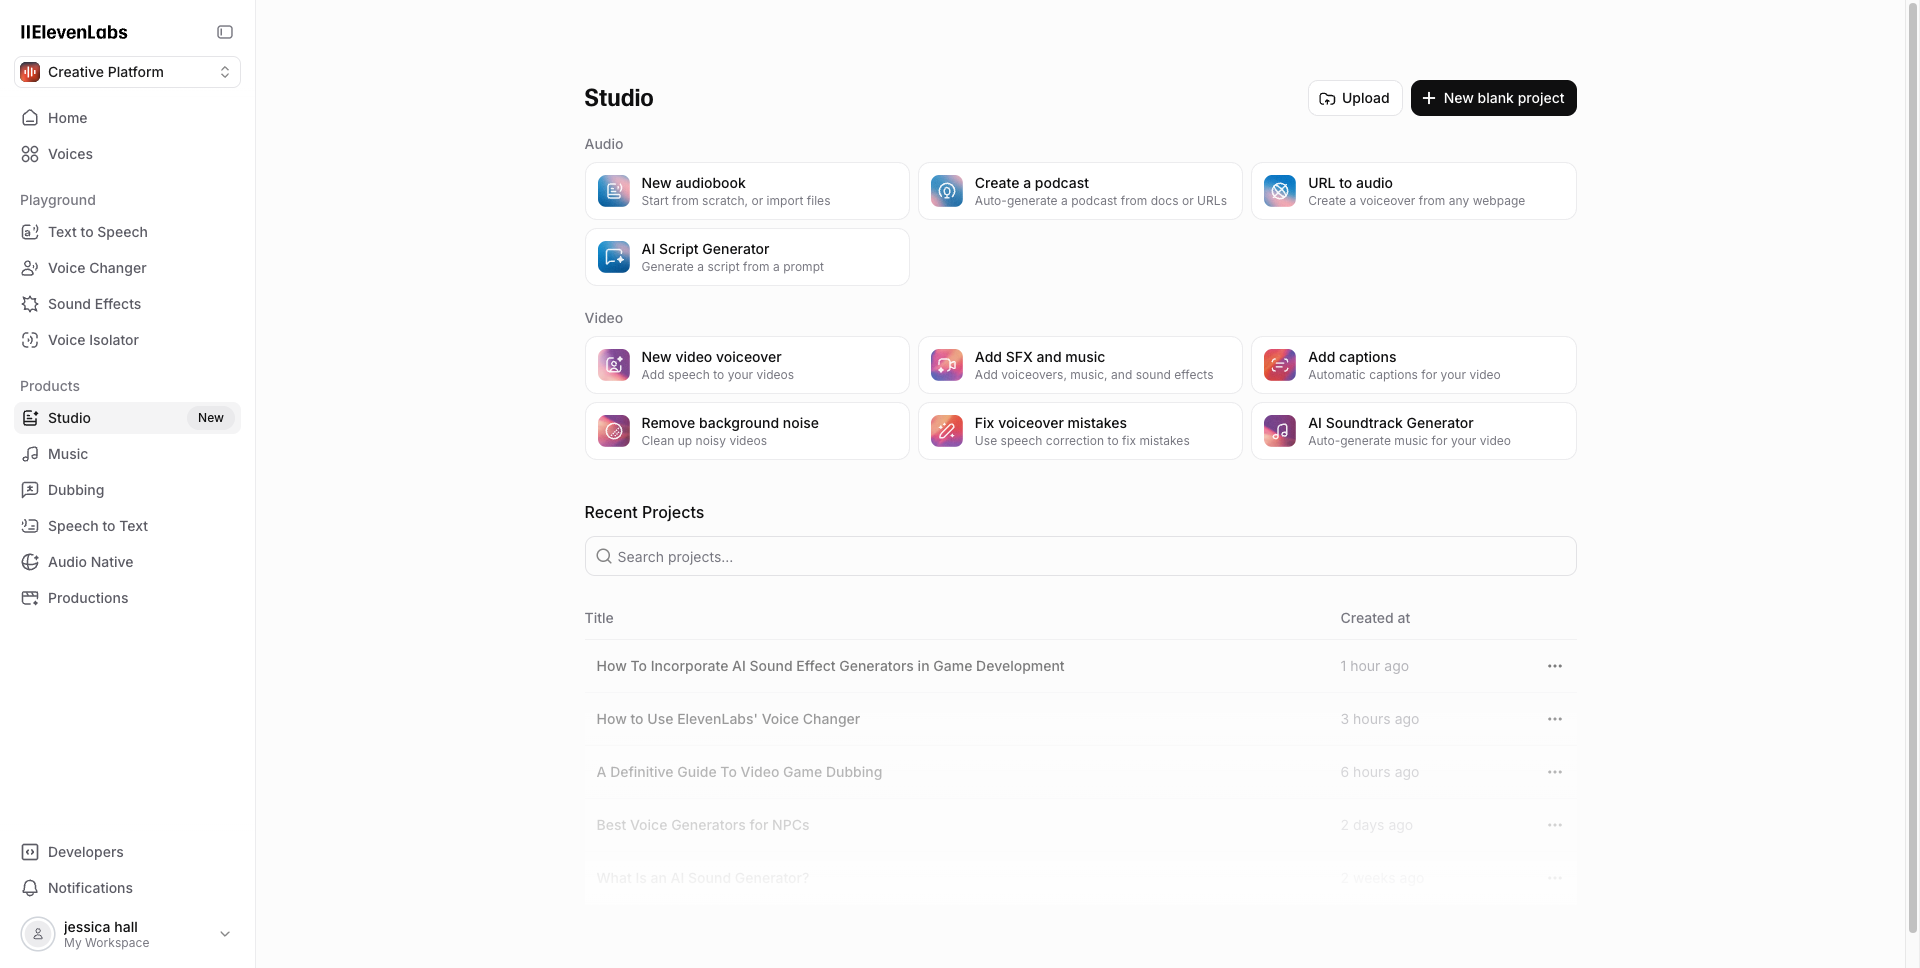 IIElevenLabs
Creative Platform
Home
Voices
Playground
Text to Speech
Voice Changer
Sound Effects
Voice Isolator
Products
Studio New
Music
Dubbing
Speech to Text
Audio Native
Productions
Developers
Notifications
jessica hall
My Workspace
Studio
Upload
New blank project
Audio
New audiobook
Start from scratch, or import files
Create a podcast
Auto-generate a podcast from docs or URLs
URL to audio
Create a voiceover from any webpage
AI Script Generator
Generate a script from a prompt
Video
New video voiceover
Add speech to your videos
Add SFX and music
Add voiceovers, music, and sound effects
Add captions
Automatic captions for your video
Remove background noise
Clean up noisy videos
Fix voiceover mistakes
Use speech correction to fix mistakes
AI Soundtrack Generator
Auto-generate music for your video
Recent Projects
Search projects...
Title Created at
How To Incorporate AI Sound Effect Generators in Game Development 1 hour ago
How to Use ElevenLabs' Voice Changer 3 hours ago
A Definitive Guide To Video Game Dubbing 6 hours ago
Best Voice Generators for NPCs 2 days ago
What Is an AI Sound Generator? 2 weeks ago